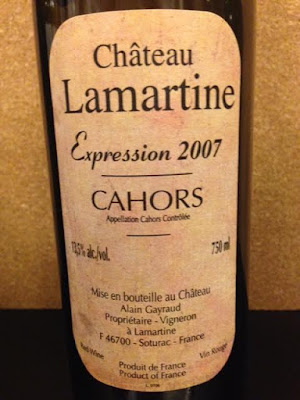 Château
Lamartine
Expression 2007
CAHORS
Appellation Cahors Contrôlée
13,5% alc./vol. 750 ml
Mise en bouteille au Château
Alain Gayraud
Propriétaire - Vigneron
à Lamartine
F 46700 - Soturac - France
Red Wine Vin Rouge
Produit de France
Product of France